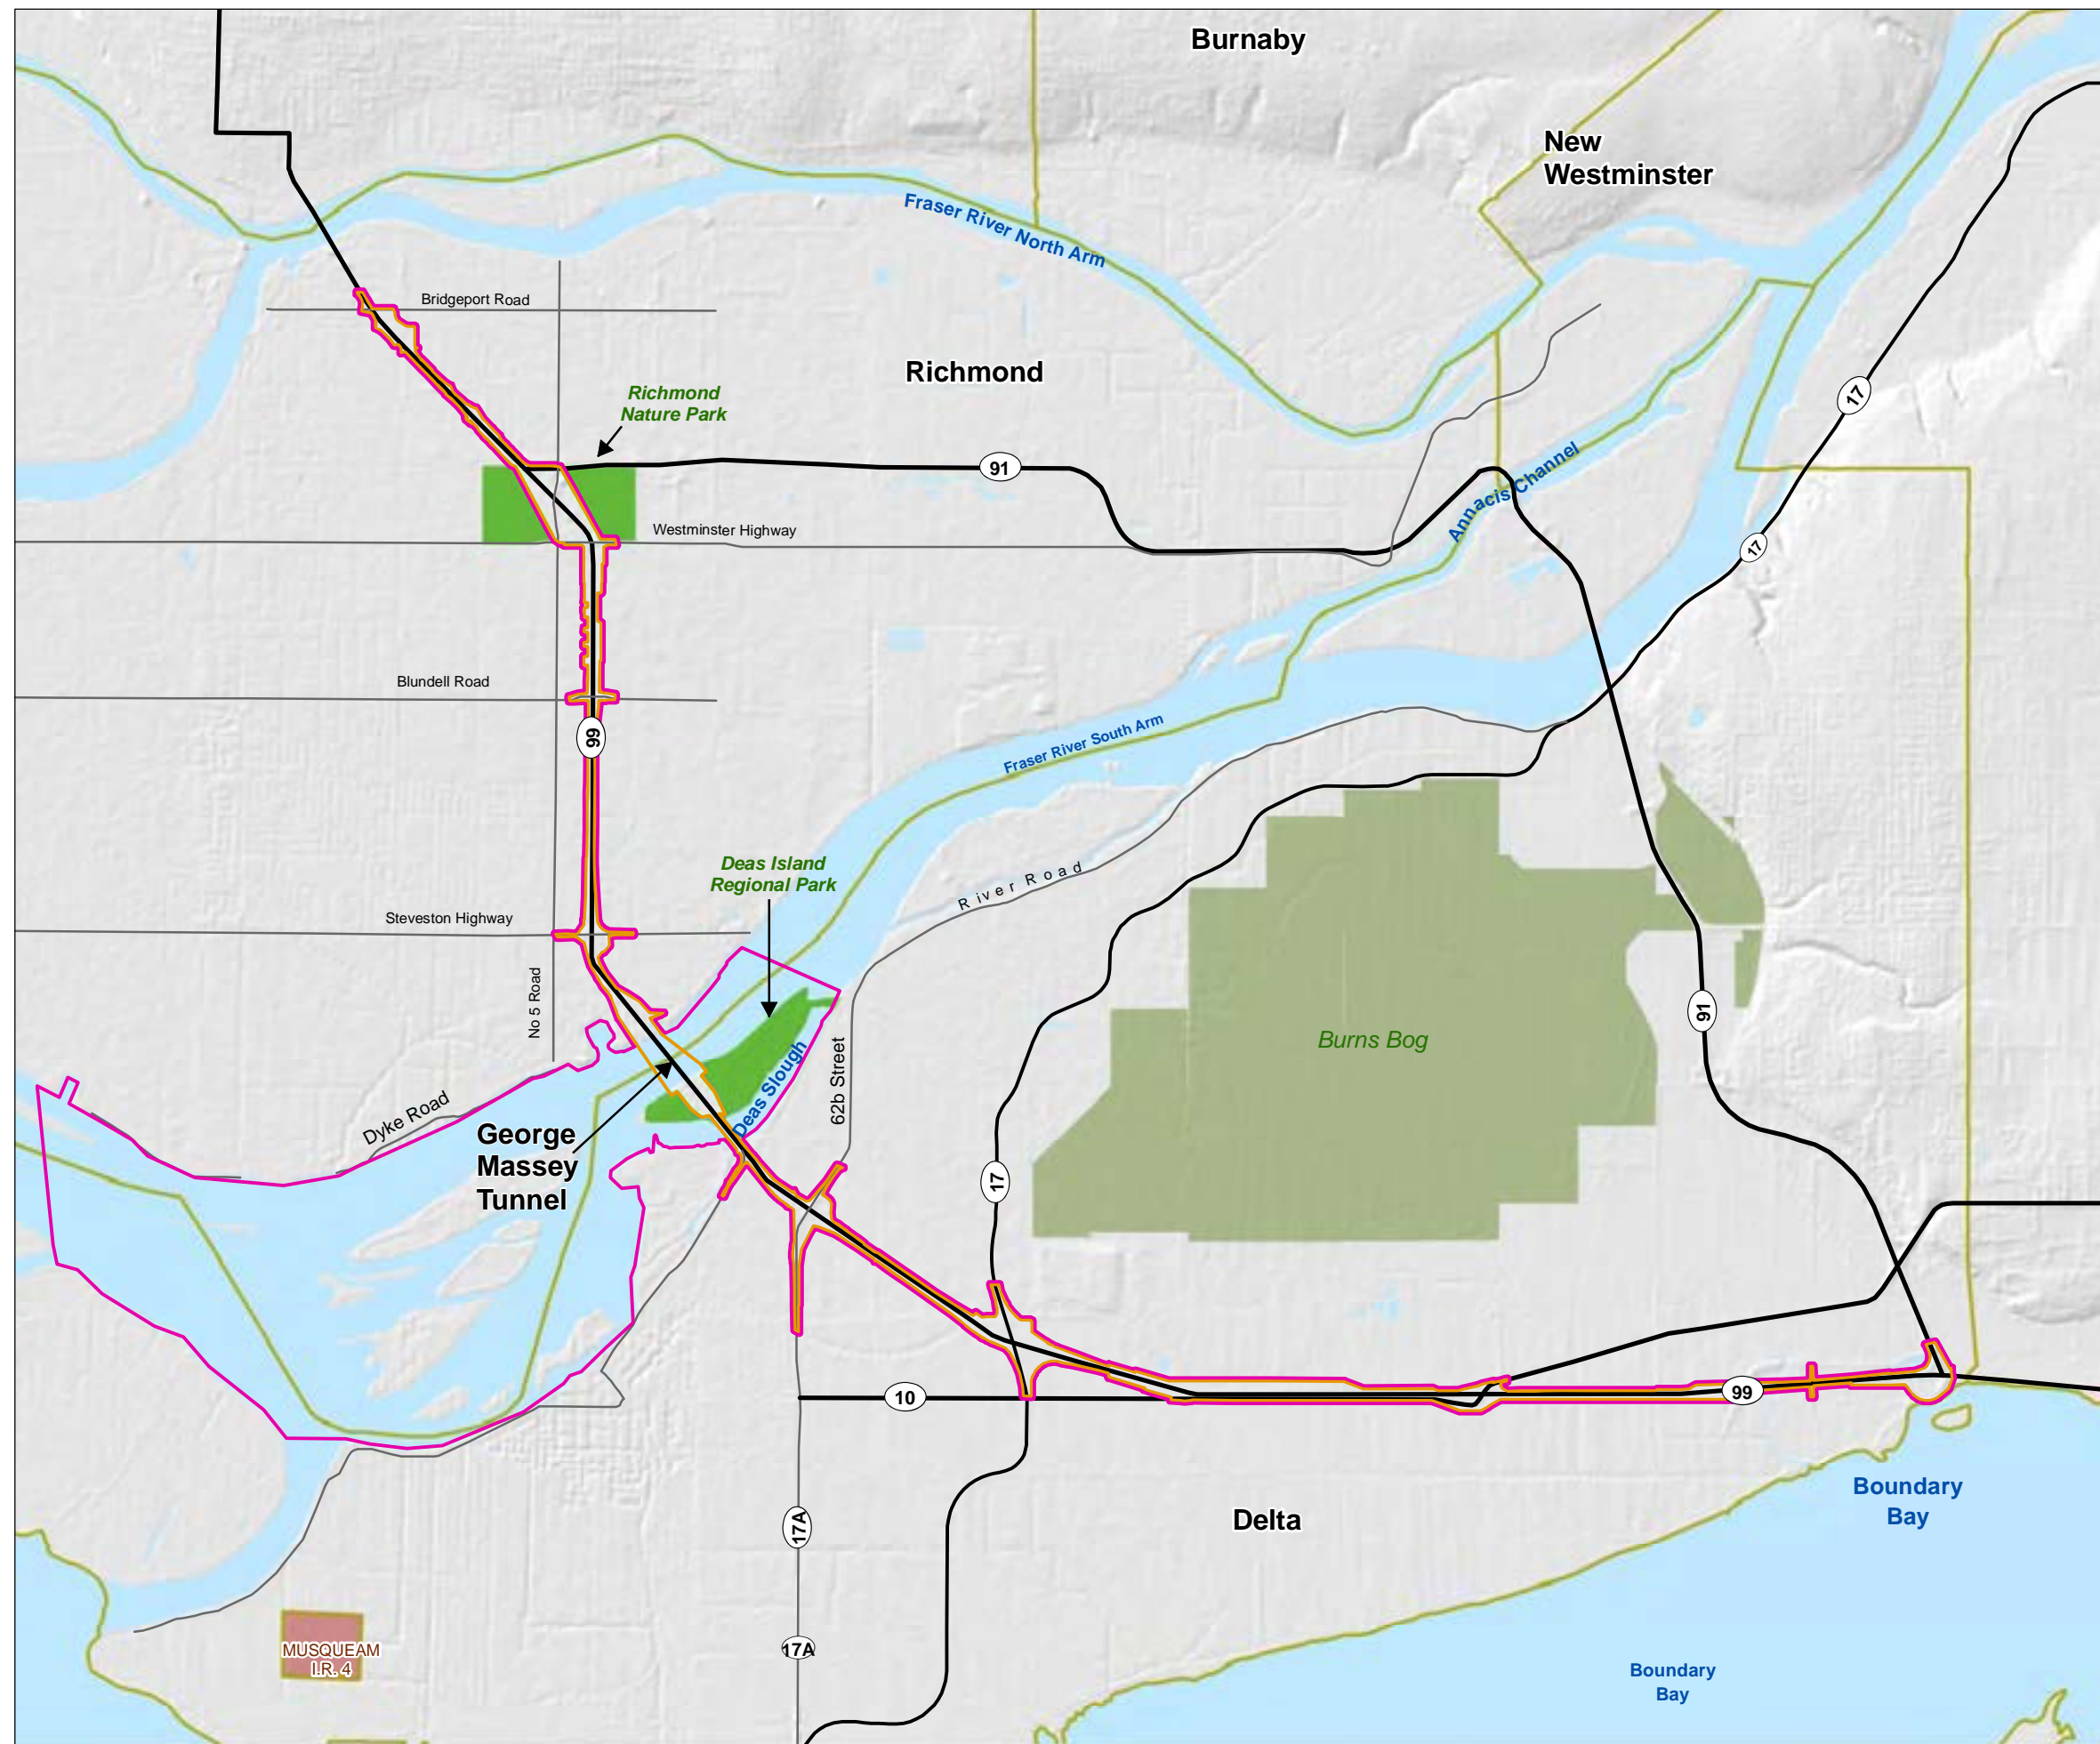 Burnaby
New
Westminster
Fraser River North Arm
Bridgeport Road
Richmond
Richmond
Nature Park
17
91
Annacis Channel
Westminster Highway
17
Blundell Road
Fraser River South Arm
99
Deas Island
Regional Park
River Road
Steveston Highway
No 5 Road
91
Burns Bog
Deas Slough
62b Street
Dyke Road
George
Massey
Tunnel
17
10
99
Boundary
Bay
Delta
17A
MUSQUEAM
I.R. 4
17A
Boundary
Bay